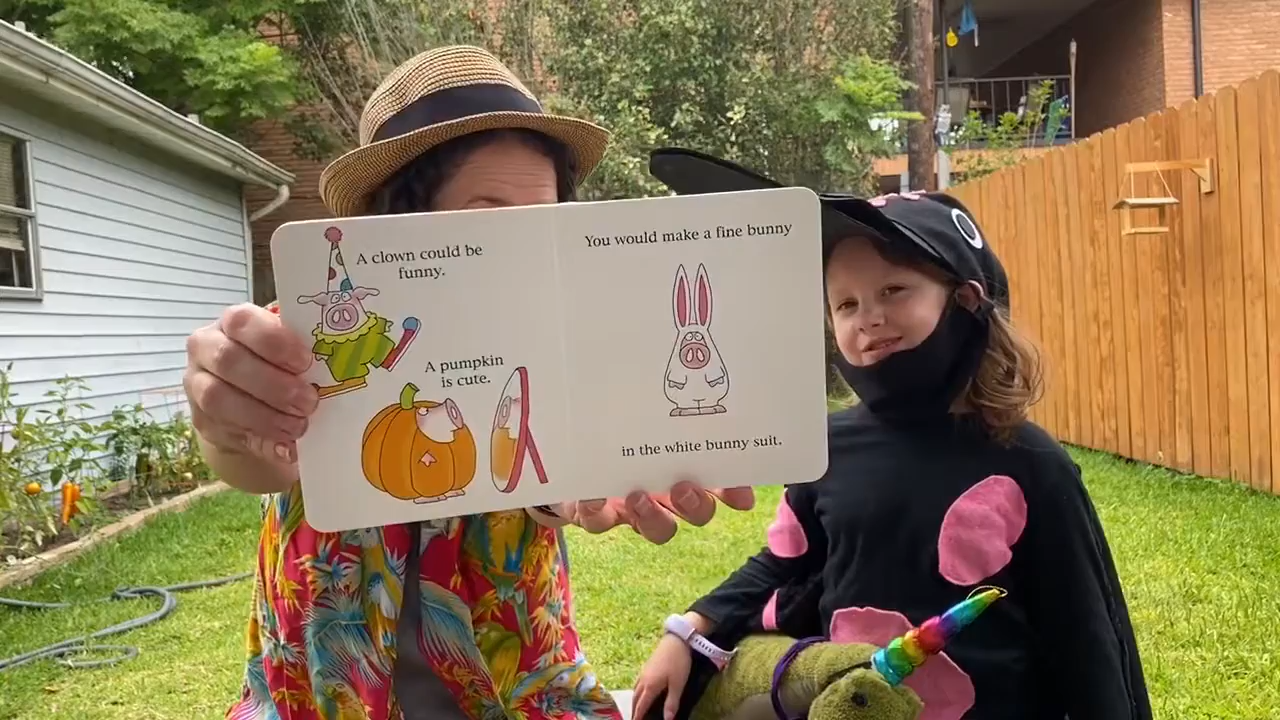 A clown could be
funny.
A pumpkin
is cute.
You would make a fine bunny
in the white bunny suit.